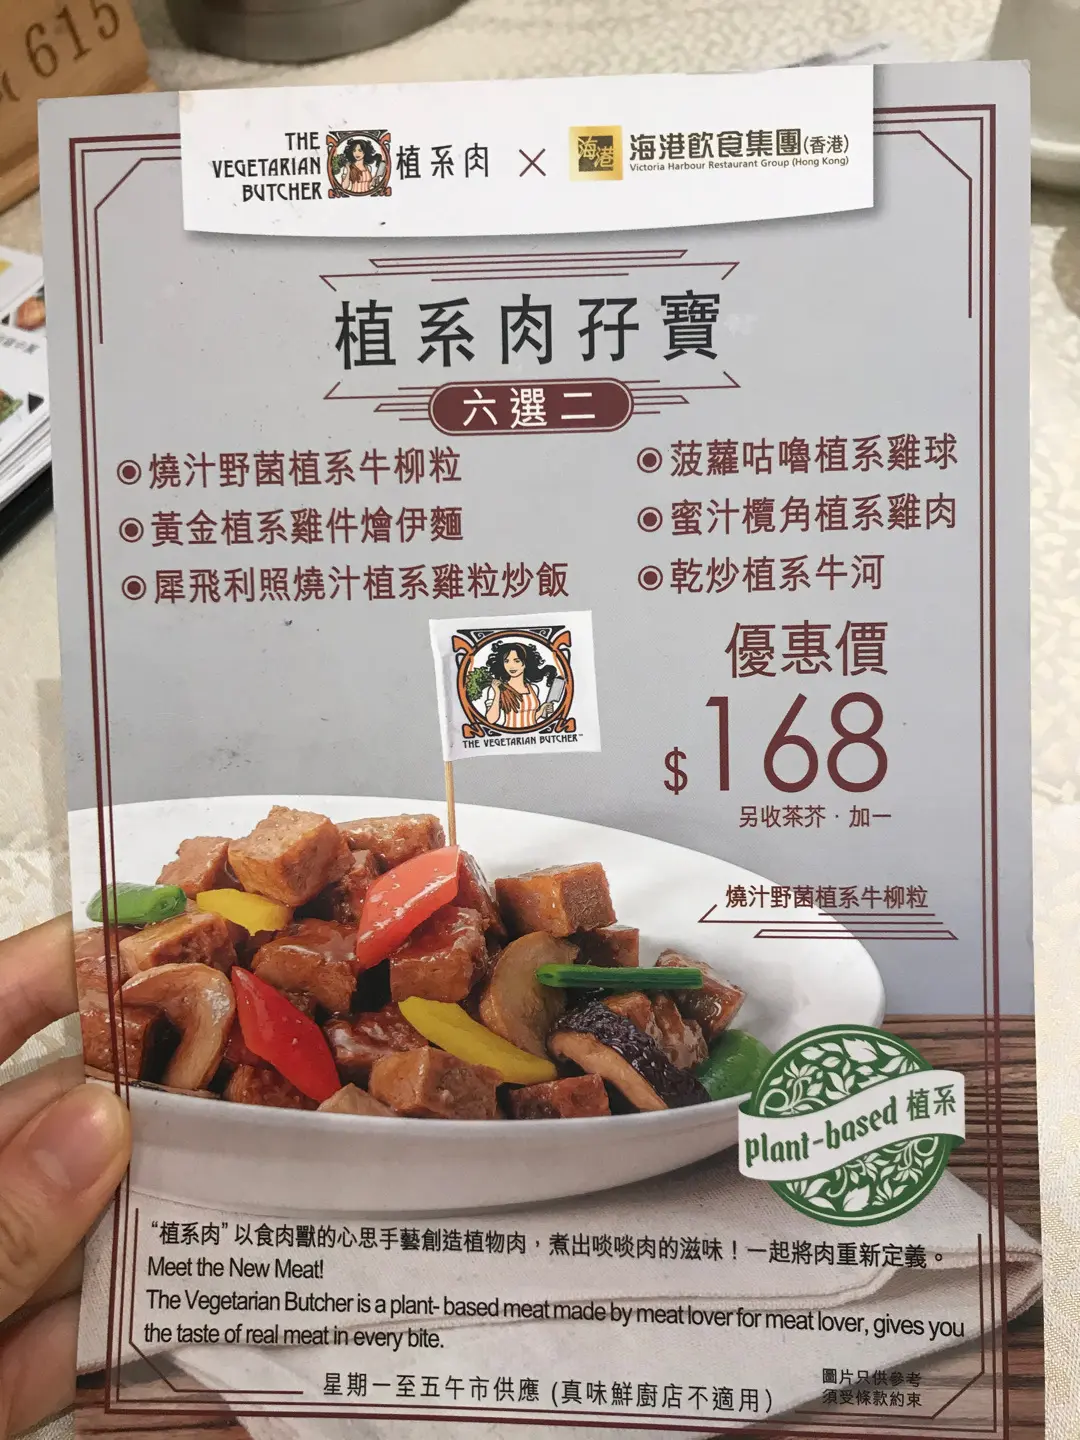 615
THE
VEGETARIAN
BUTCHER
植系肉
×
海港
海港飲食集團(香港)
Victoria Harbour Restaurant Group (Hong Kong)
植系肉孖寶
六選二
◉燒汁野菌植系牛柳粒
◉黃金植系雞件燴伊麵
◉犀飛利照燒汁植系雞粒炒飯
◉菠蘿咕嚕植系雞球
◉蜜汁欖角植系雞肉
◉乾炒植系牛河
THE VEGETARIAN BUTCHER™
優惠價
$168
另收茶芥·加一
燒汁野菌植系牛柳粒
plant-based 植系
“植系肉”以食肉獸的心思手藝創造植物肉，煮出啖啖肉的滋味！一起將肉重新定義。
Meet the New Meat!
The Vegetarian Butcher is a plant- based meat made by meat lover for meat lover, gives you
the taste of real meat in every bite.
星期一至五午市供應 (真味鮮廚店不適用)
圖片只供參考
須受條款約束